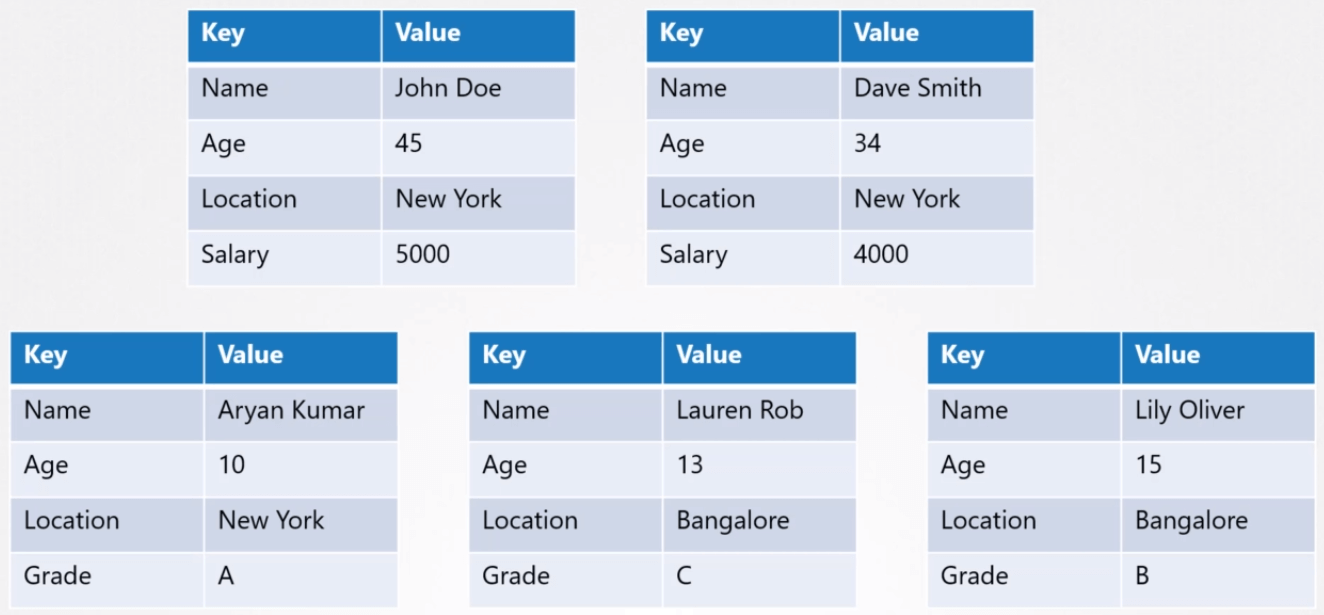 Key Value
Name John Doe
Age 45
Location New York
Salary 5000
Key Value
Name Dave Smith
Age 34
Location New York
Salary 4000
Key Value
Name Aryan Kumar
Age 10
Location New York
Grade A
Key Value
Name Lauren Rob
Age 13
Location Bangalore
Grade C
Key Value
Name Lily Oliver
Age 15
Location Bangalore
Grade B